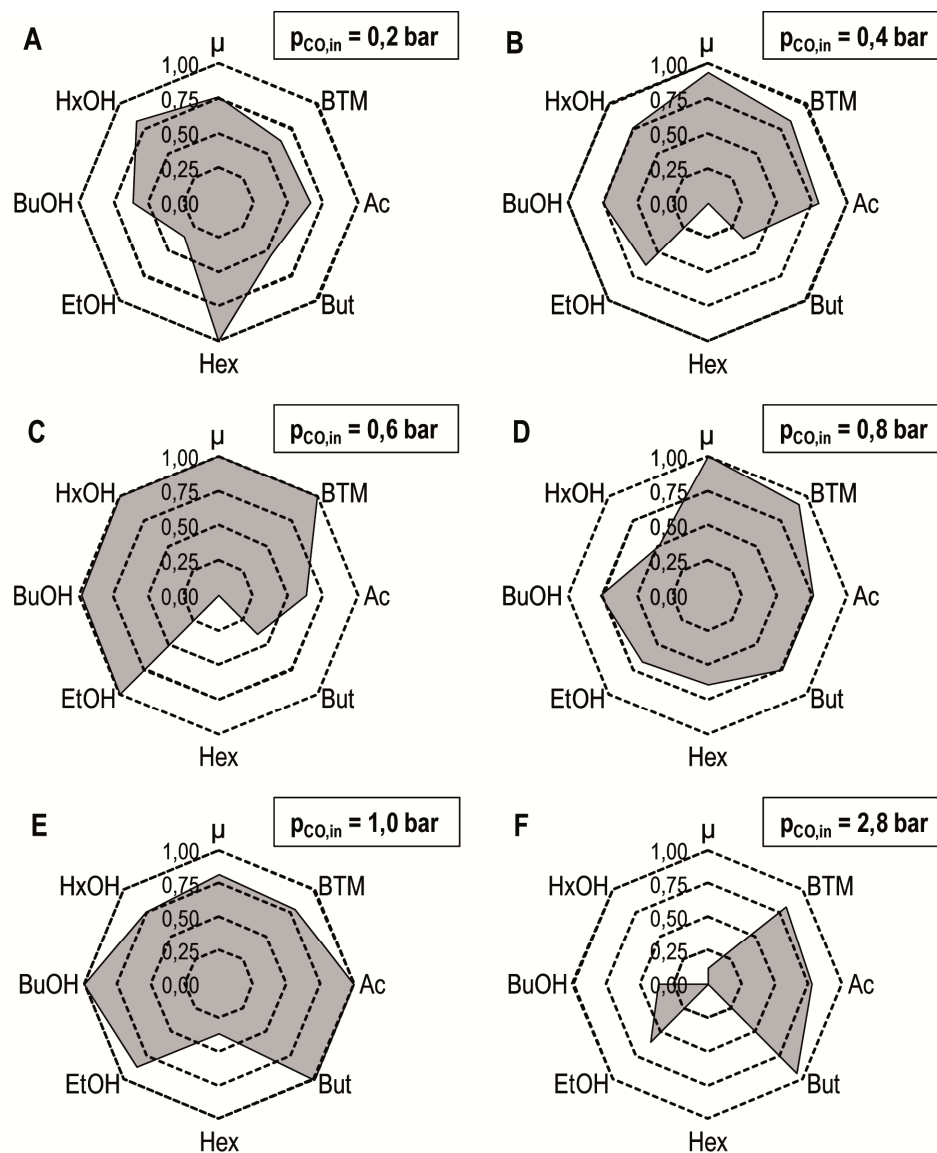 A
p_CO,in = 0,2 bar
μ
1,00
0,75
0,50
0,25
0,00
HxOH
BTM
BuOH
Ac
EtOH
But
Hex
B
p_CO,in = 0,4 bar
μ
1,00
0,75
0,50
0,25
0,00
HxOH
BTM
BuOH
Ac
EtOH
But
Hex
C
p_CO,in = 0,6 bar
μ
1,00
0,75
0,50
0,25
0,00
HxOH
BTM
BuOH
Ac
EtOH
But
Hex
D
p_CO,in = 0,8 bar
μ
1,00
0,75
0,50
0,25
0,00
HxOH
BTM
BuOH
Ac
EtOH
But
Hex
E
p_CO,in = 1,0 bar
μ
1,00
0,75
0,50
0,25
0,00
HxOH
BTM
BuOH
Ac
EtOH
But
Hex
F
p_CO,in = 2,8 bar
μ
1,00
0,75
0,50
0,25
0,00
HxOH
BTM
BuOH
Ac
EtOH
But
Hex